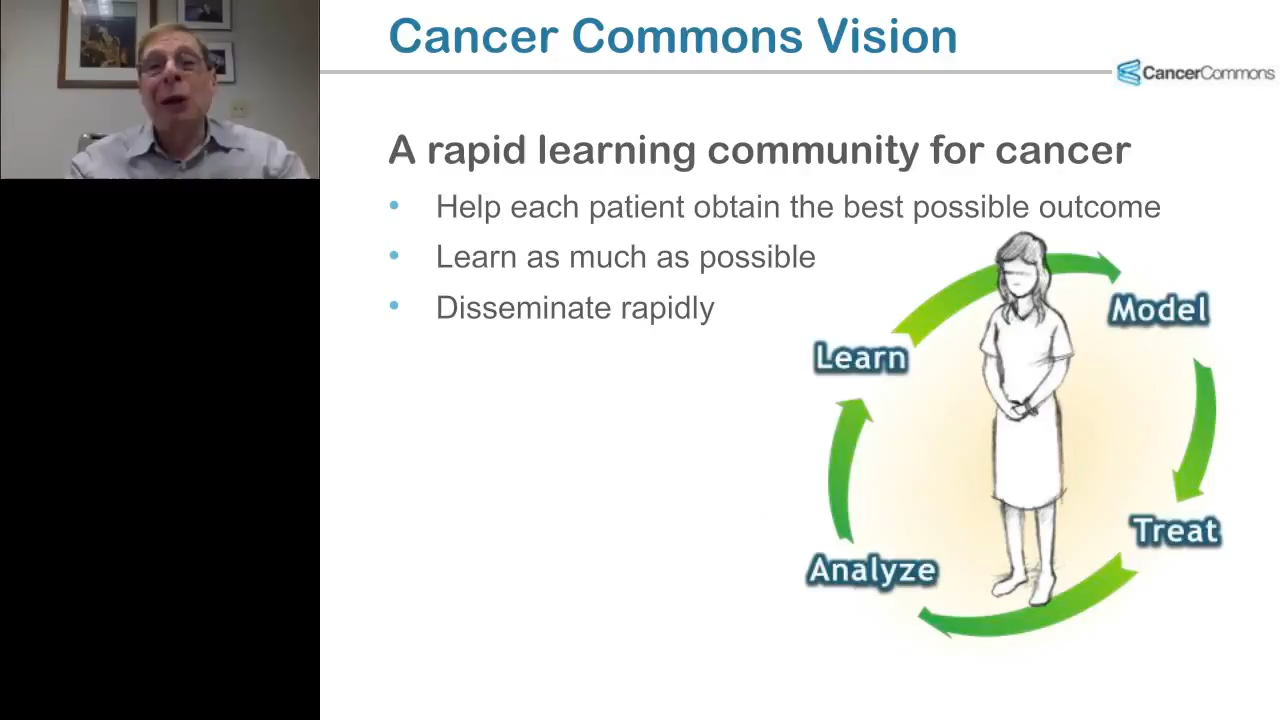 Cancer Commons Vision
CancerCommons
A rapid learning community for cancer
• Help each patient obtain the best possible outcome
• Learn as much as possible
• Disseminate rapidly
Model
Learn
Treat
Analyze